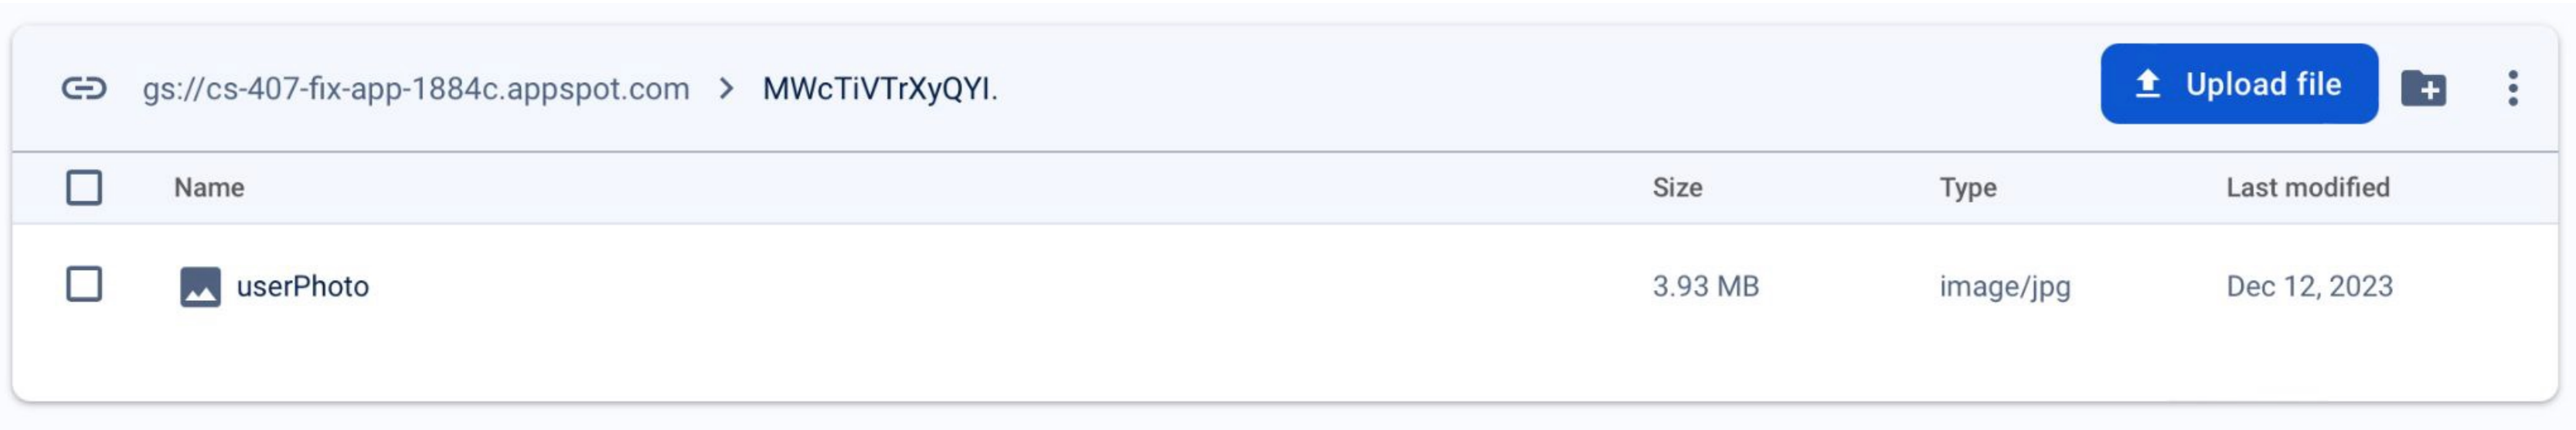 gs://cs-407-fix-app-1884c.appspot.com > MWcTiVTrXyQYI. Upload file
Name Size Type Last modified
userPhoto 3.93 MB image/jpg Dec 12, 2023